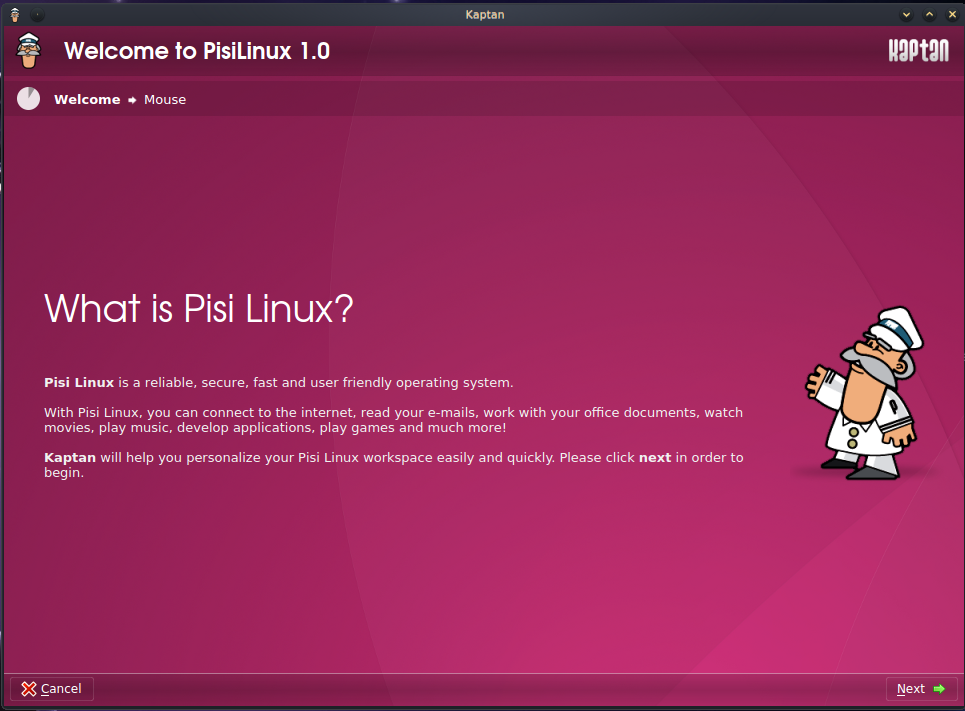 Kaptan
Welcome to PisiLinux 1.0
Kaptan
Welcome Mouse
What is Pisi Linux?
Pisi Linux is a reliable, secure, fast and user friendly operating system.
With Pisi Linux, you can connect to the internet, read your e-mails, work with your office documents, watch
movies, play music, develop applications, play games and much more!
Kaptan will help you personalize your Pisi Linux workspace easily and quickly. Please click next in order to
begin.
P
Cancel
Next